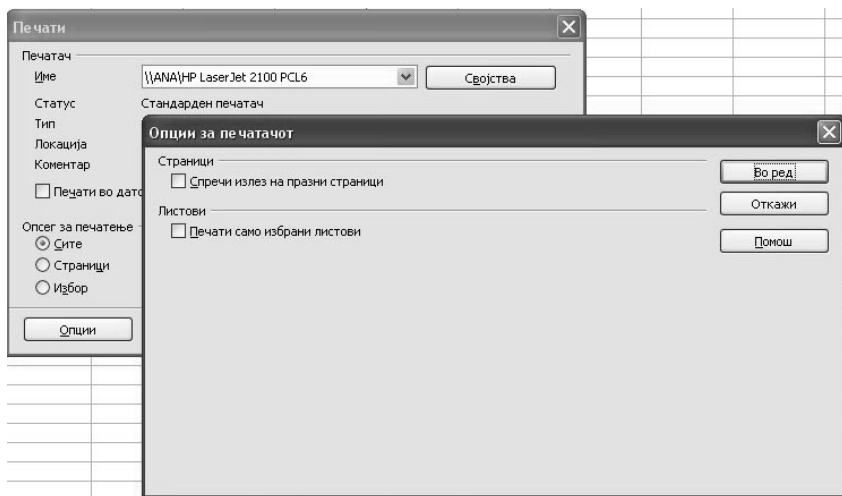 Печати
Печатач
Име
\\ANA\HP LaserJet 2100 PCL6
Својства
Статус
Стандарден печатач
Тип
Локација
Коментар
Печати во дато
Опсег за печатење
Сите
Страници
Избор
Опции
Опции за печатачот
Страници
Спречи излез на празни страници
Листови
Печати само избрани листови
Во ред
Откажи
Помош